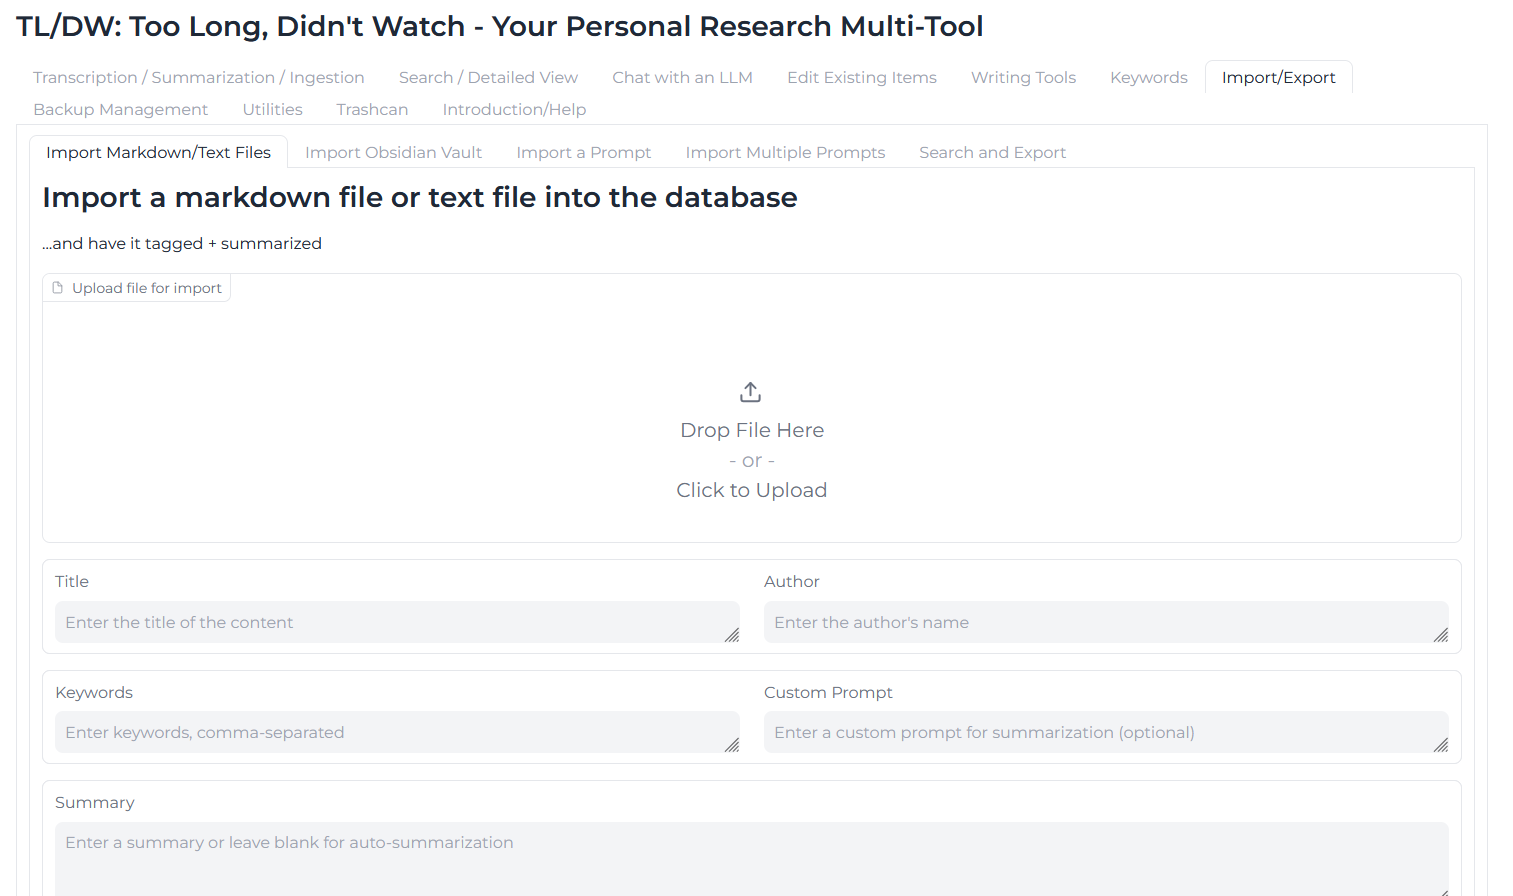 TL/DW: Too Long, Didn't Watch - Your Personal Research Multi-Tool
Transcription / Summarization / Ingestion Search / Detailed View Chat with an LLM Edit Existing Items Writing Tools Keywords Import/Export
Backup Management Utilities Trashcan Introduction/Help
Import Markdown/Text Files Import Obsidian Vault Import a Prompt Import Multiple Prompts Search and Export
Import a markdown file or text file into the database
...and have it tagged + summarized
Upload file for import
Drop File Here
- or -
Click to Upload
Title Author
Enter the title of the content Enter the author's name
Keywords Custom Prompt
Enter keywords, comma-separated Enter a custom prompt for summarization (optional)
Summary
Enter a summary or leave blank for auto-summarization